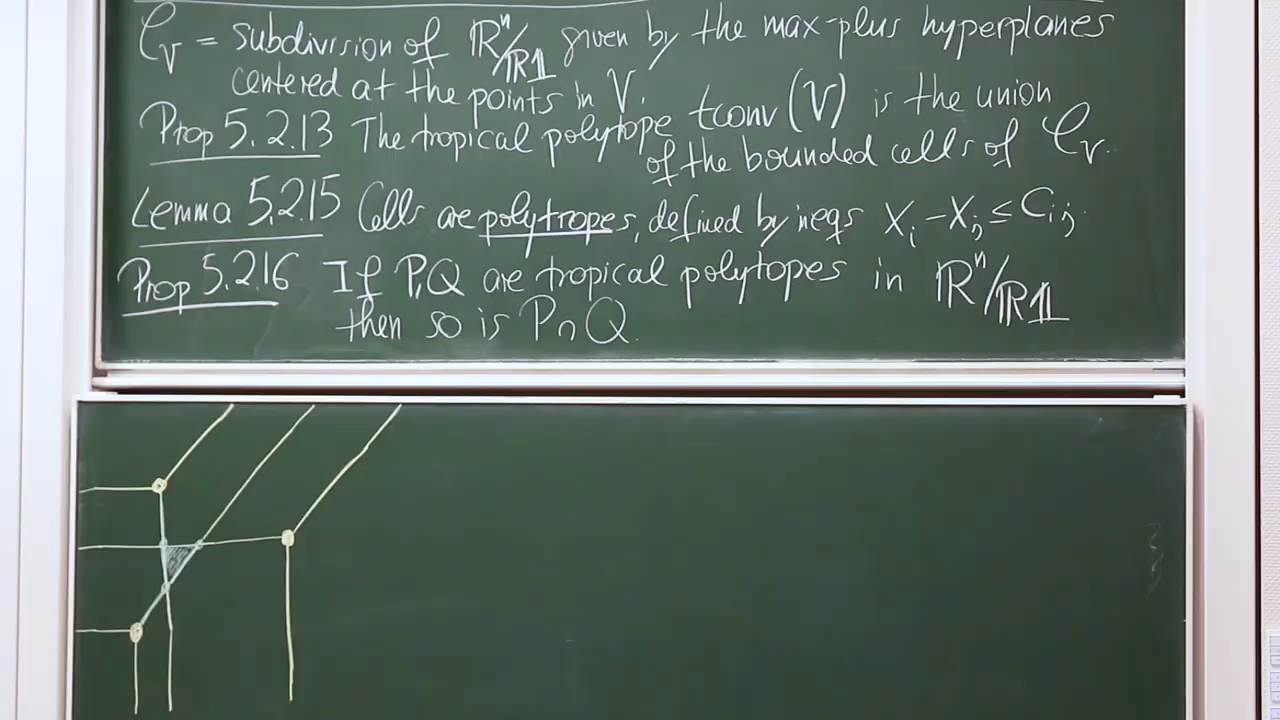 𝒞_V = subdivision of ℝⁿ/ℝ𝟙 given by the max-plus hyperplanes
centered at the points in V.
Prop 5.2.13 The tropical polytope tconv(V) is the union
of the bounded cells of 𝒞_V.
Lemma 5.2.15 Cells are polytropes, defined by ineqs X_i - X_j ≤ C_ij
Prop 5.2.16 If P,Q are tropical polytopes in ℝⁿ/ℝ𝟙
then so is P∩Q.